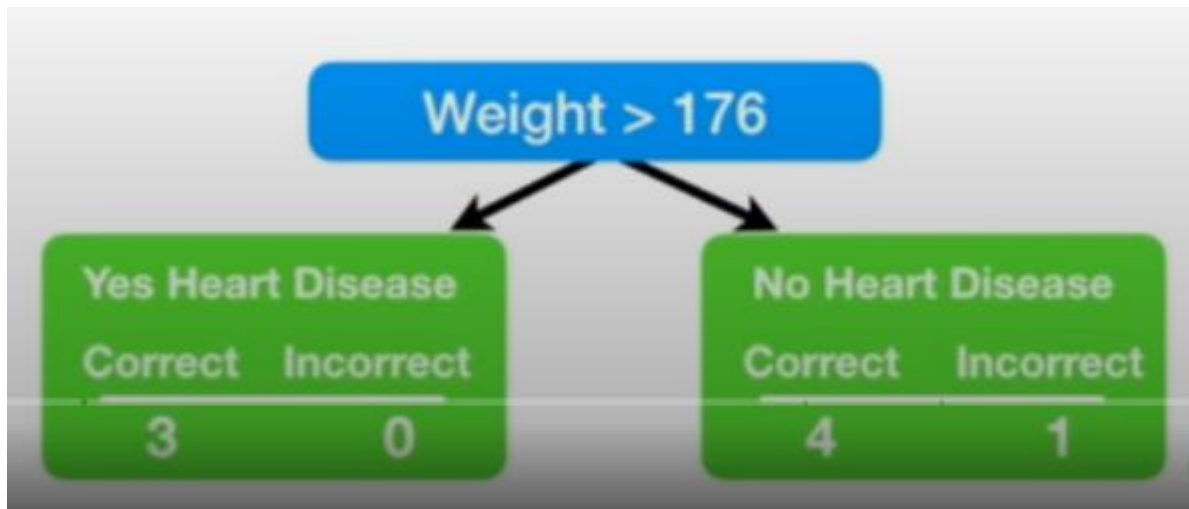 Weight > 176
Yes Heart Disease
Correct Incorrect
3 0
No Heart Disease
Correct Incorrect
4 1